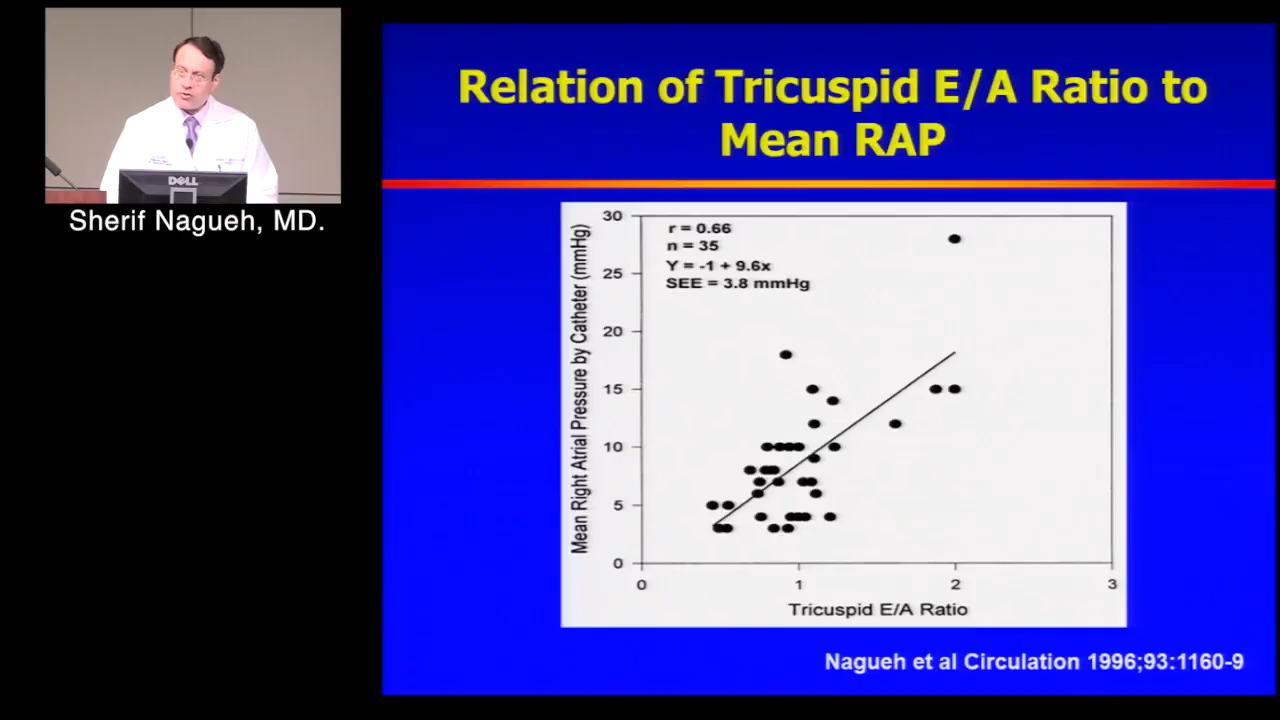 DELL
Sherif Nagueh, MD.
Relation of Tricuspid E/A Ratio to
Mean RAP
r = 0.66
n = 35
Y = -1 + 9.6x
SEE = 3.8 mmHg
Mean Right Atrial Pressure by Catheter (mmHg)
30
25
20
15
10
5
0
0
1
2
3
Tricuspid E/A Ratio
Nagueh et al Circulation 1996;93:1160-9